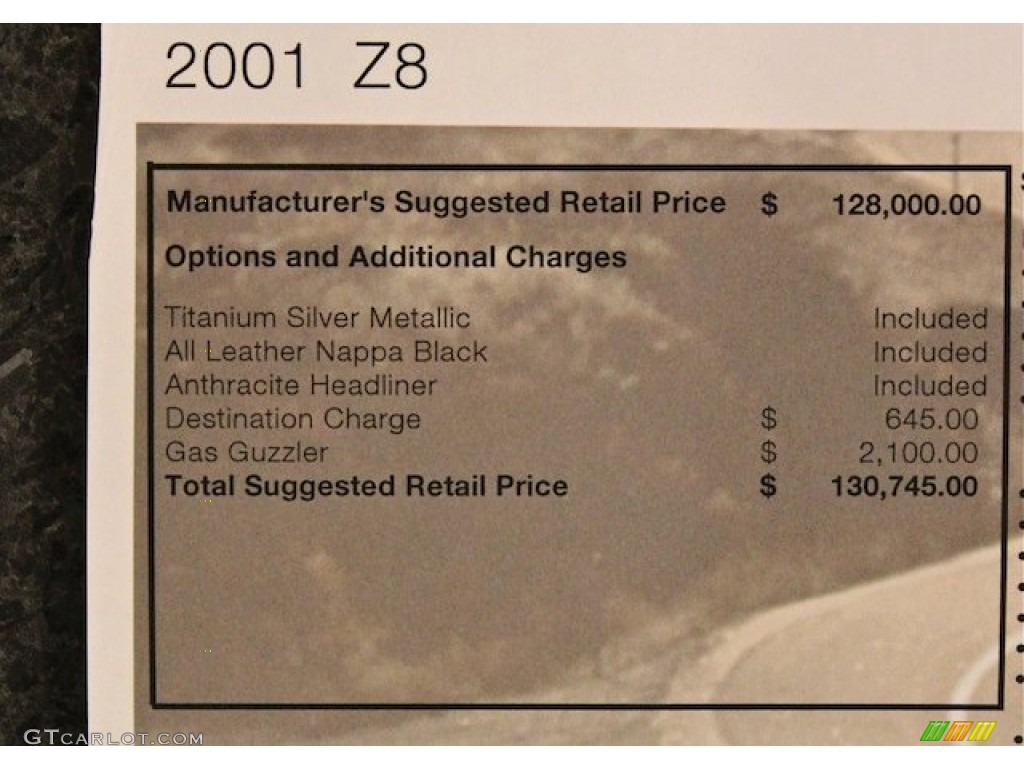 2001 Z8
Manufacturer's Suggested Retail Price $ 128,000.00
Options and Additional Charges
Titanium Silver Metallic Included
All Leather Nappa Black Included
Anthracite Headliner Included
Destination Charge $ 645.00
Gas Guzzler $ 2,100.00
Total Suggested Retail Price $ 130,745.00
GTCARLOT.COM